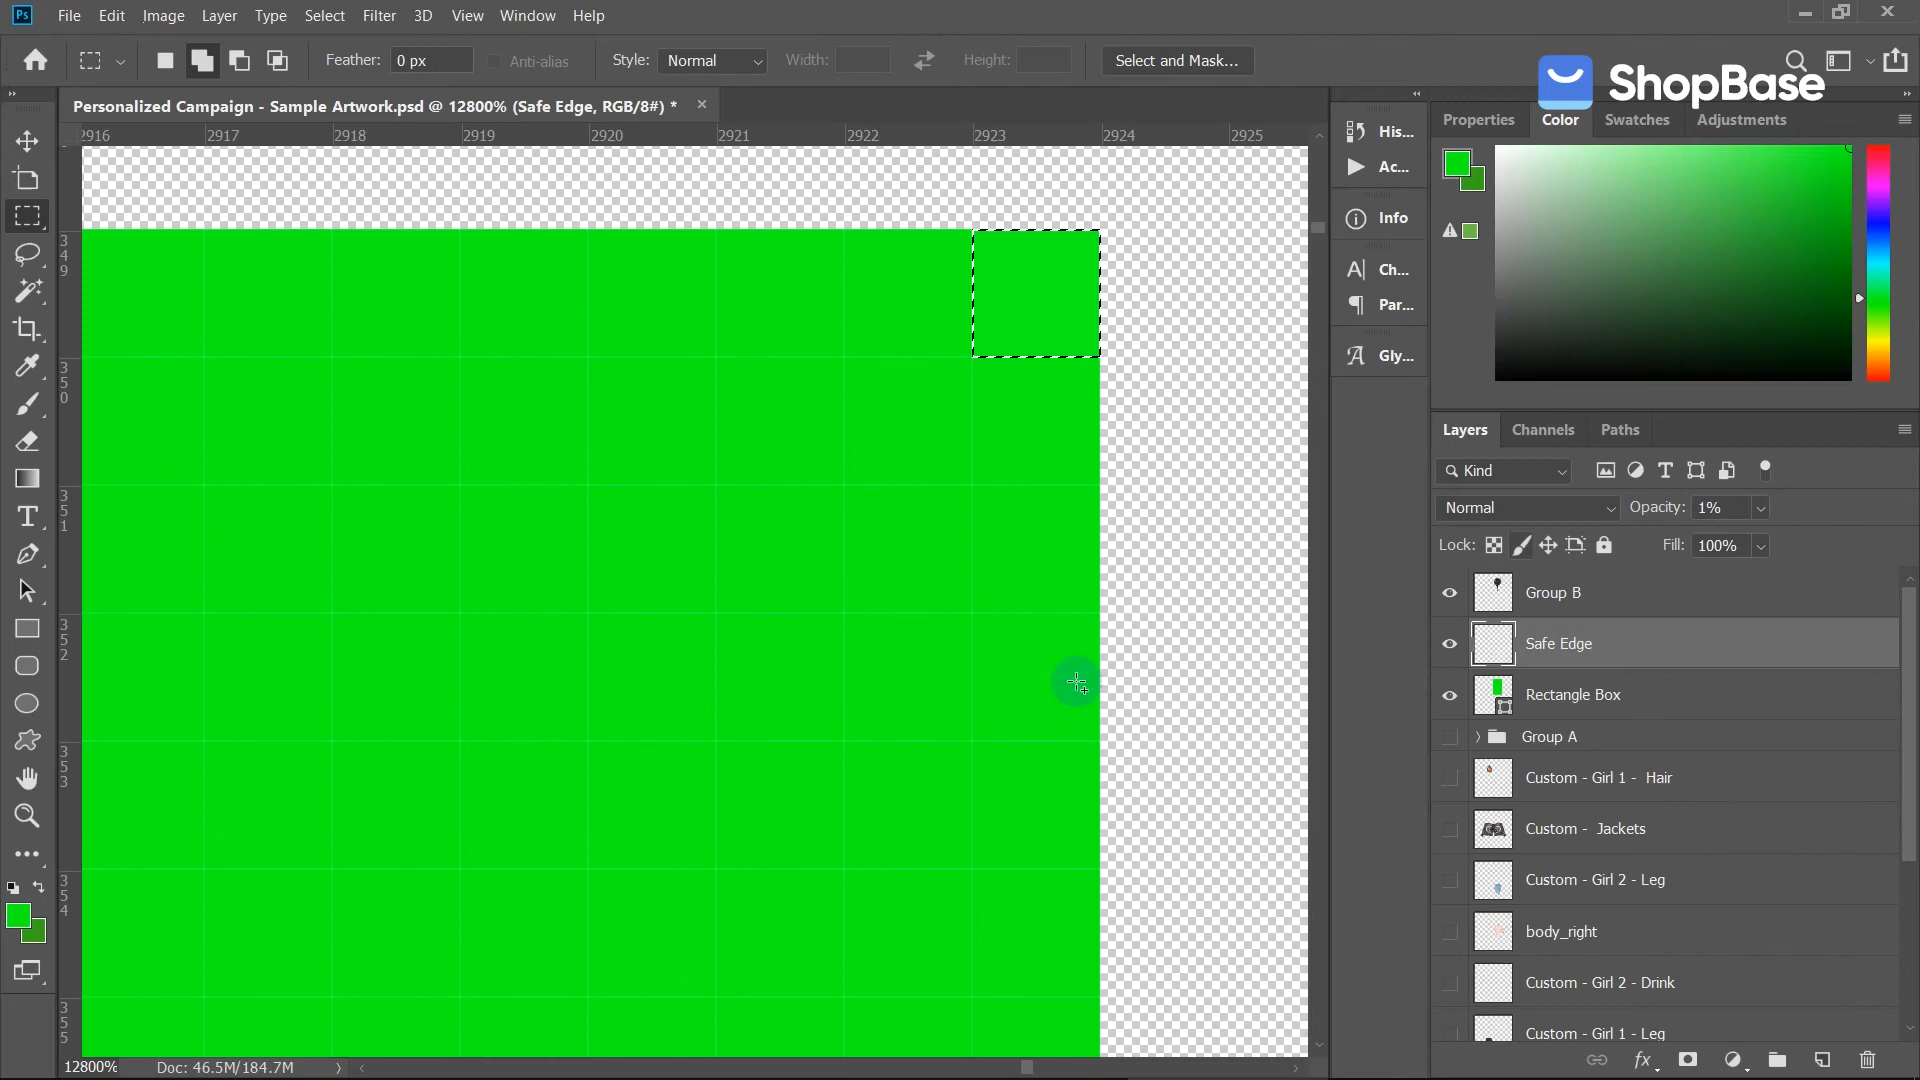 File Edit Image Layer Type Select Filter 3D View Window Help
Feather: 0 px Anti-alias Style: Normal Width: Height: Select and Mask...
ShopBase
Personalized Campaign - Sample Artwork.psd @ 12800% (Safe Edge, RGB/8#) *
2916 2917 2918 2919 2920 2921 2922 2923 2924 2925
349
350
351
352
353
354
355
12800% Doc: 46.5M/184.7M
His...
Ac...
Info
Ch...
Par...
Gly...
Properties Color Swatches Adjustments
Layers Channels Paths
Kind
Normal Opacity: 1%
Lock: Fill: 100%
Group B
Safe Edge
Rectangle Box
Group A
Custom - Girl 1 - Hair
Custom - Jackets
Custom - Girl 2 - Leg
body_right
Custom - Girl 2 - Drink
Custom - Girl 1 - Leg